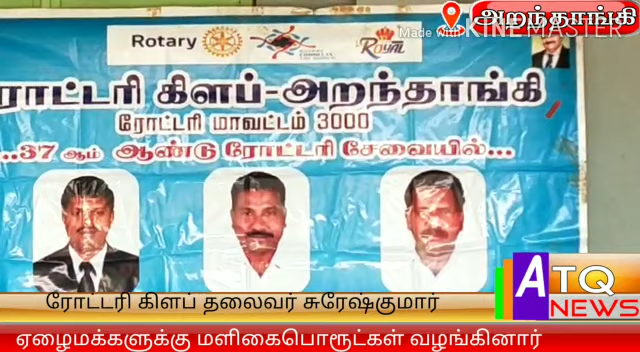 அறந்தாங்கி
Made with KINEMASTER
Rotary
ROYAL
ராட்டரி கிளப்-அறந்தாங்கி
ரோட்டரி மாவட்டம் 3000
...37 ஆம் ஆண்டு ரோட்டரி சேவையில்...
ATQ
NEWS
ரோட்டரி கிளப் தலைவர் சுரேஷ்குமார்
ஏழைமக்களுக்கு மளிகைபொரூட்கள் வழங்கினார்